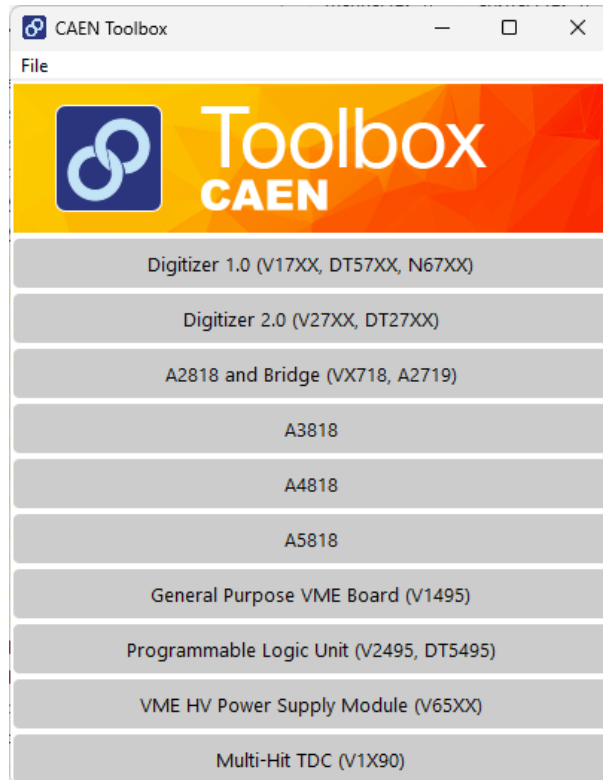 CAEN Toolbox
File
Toolbox
CAEN
Digitizer 1.0 (V17XX, DT57XX, N67XX)
Digitizer 2.0 (V27XX, DT27XX)
A2818 and Bridge (VX718, A2719)
A3818
A4818
A5818
General Purpose VME Board (V1495)
Programmable Logic Unit (V2495, DT5495)
VME HV Power Supply Module (V65XX)
Multi-Hit TDC (V1X90)